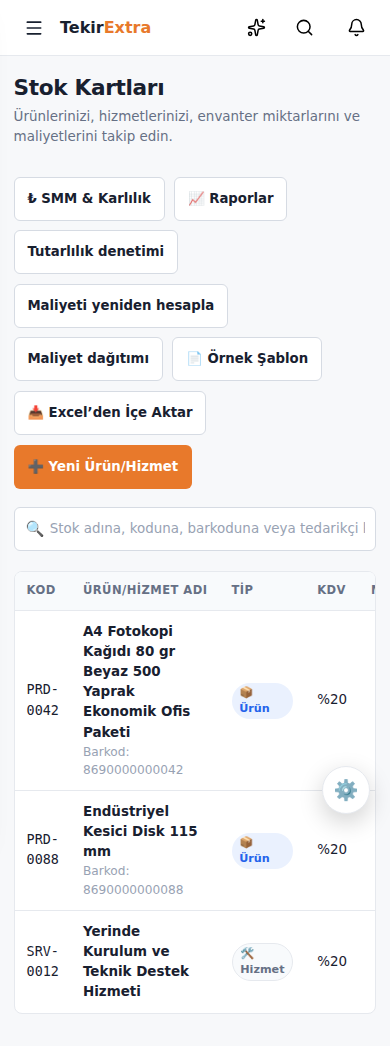 TekirExtra
Stok Kartları
Ürünlerinizi, hizmetlerinizi, envanter miktarlarını ve
maliyetlerini takip edin.
₺ SMM & Karlılık
📈 Raporlar
Tutarlılık denetimi
Maliyeti yeniden hesapla
Maliyet dağıtımı
📄 Örnek Şablon
📥 Excel’den İçe Aktar
➕ Yeni Ürün/Hizmet
🔍 Stok adına, koduna, barkoduna veya tedarikçi
KOD ÜRÜN/HİZMET ADI TİP KDV
PRD-
0042
A4 Fotokopi
Kağıdı 80 gr
Beyaz 500
Yaprak
Ekonomik Ofis
Paketi
Barkod:
8690000000042
📦
Ürün
%20
PRD-
0088
Endüstriyel
Kesici Disk 115
mm
Barkod:
8690000000088
📦
Ürün
%20
SRV-
0012
Yerinde
Kurulum ve
Teknik Destek
Hizmeti
🛠️
Hizmet
%20